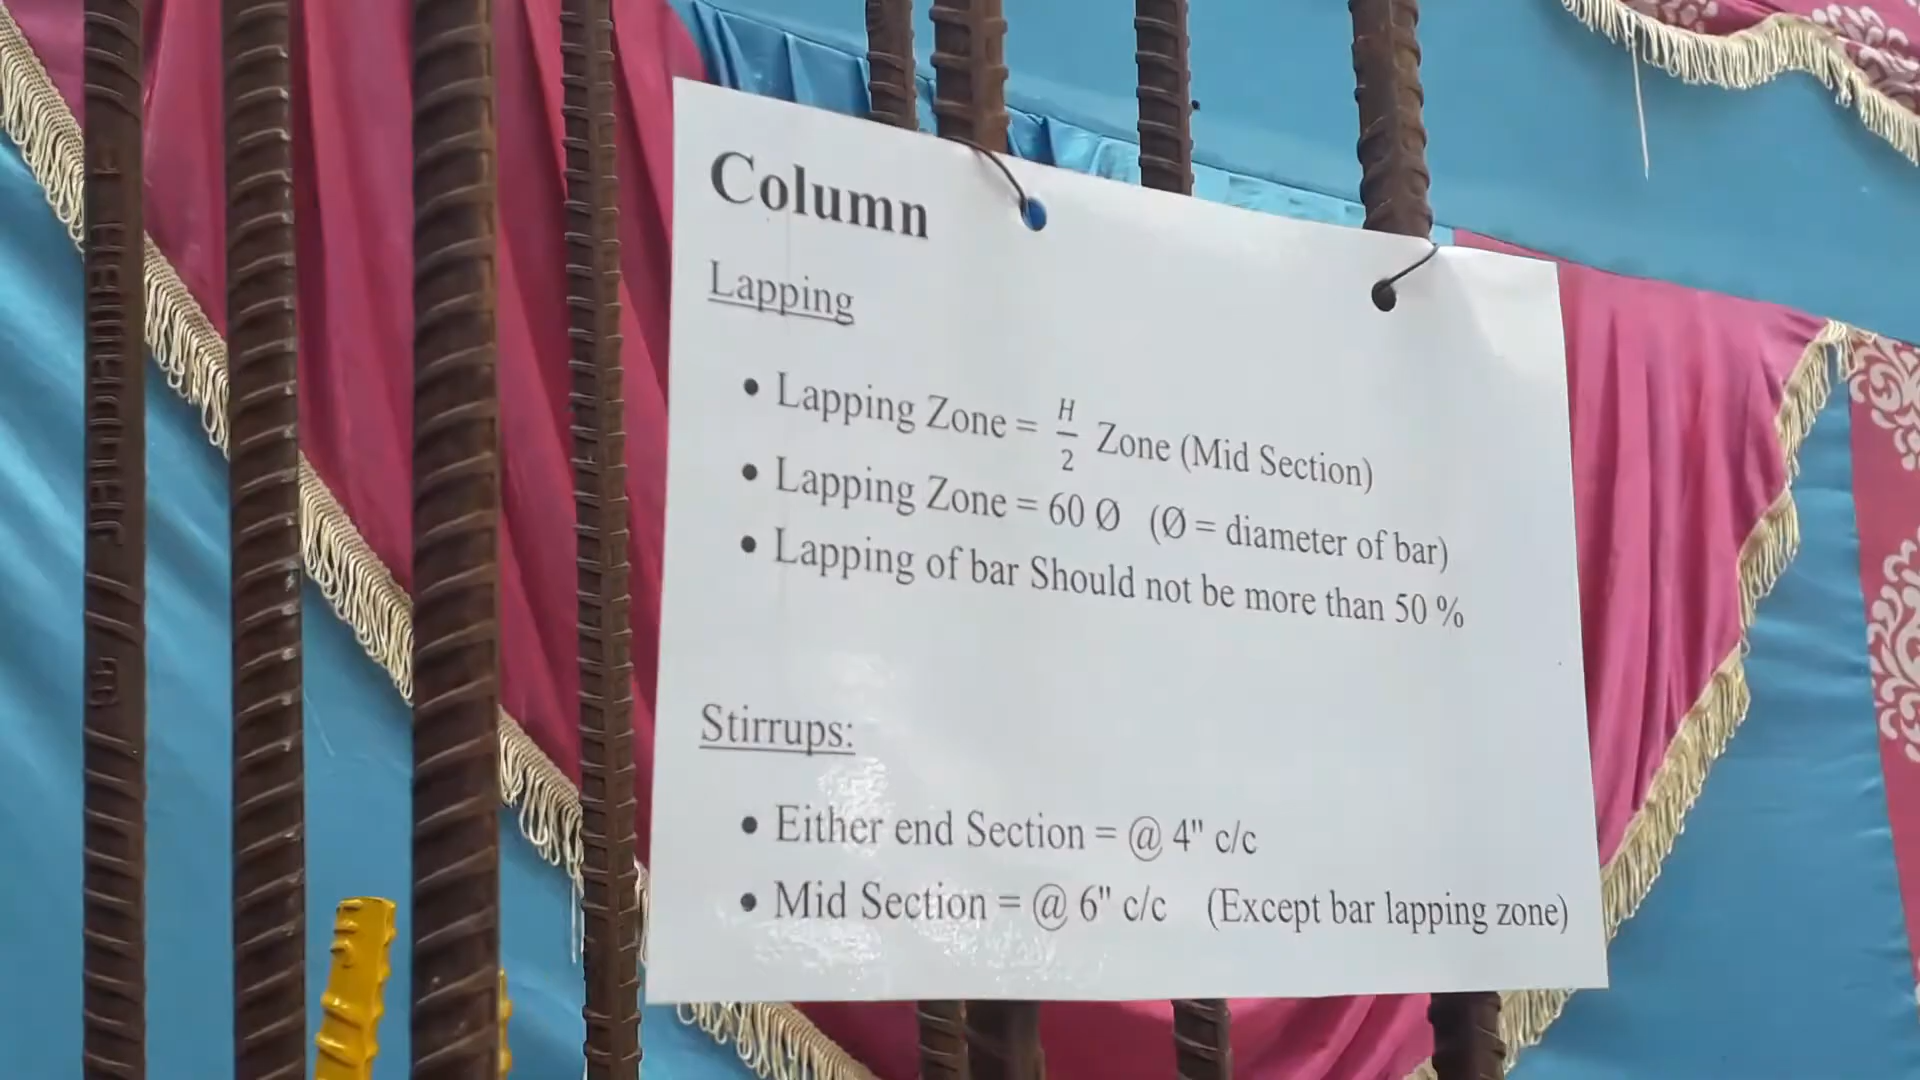 Column
Lapping
• Lapping Zone = H/2 Zone (Mid Section)
• Lapping Zone = 60 Ø (Ø = diameter of bar)
• Lapping of bar Should not be more than 50 %
Stirrups:
• Either end Section = @ 4" c/c
• Mid Section = @ 6" c/c (Except bar lapping zone)